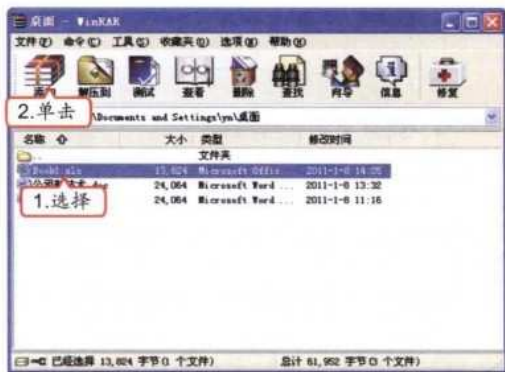 桌面 - WinRAR
文件(F) 命令(C) 工具(S) 收藏夹(O) 选项(N) 帮助(H)
添加 解压到 测试 查看 删除 查找 向导 信息 修复
2.单击
\Documents and Settings\yn\桌面
名称 大小 类型 修改时间
.. 文件夹
Book1.xls 13,824 Microsoft Offic... 2011-1-8 14:05
24,064 Microsoft Word ... 2011-1-8 13:32
1.选择
24,064 Microsoft Word ... 2011-1-8 11:16
已经选择 13,824 字节(1 个文件)
总计 61,952 字节(3 个文件)